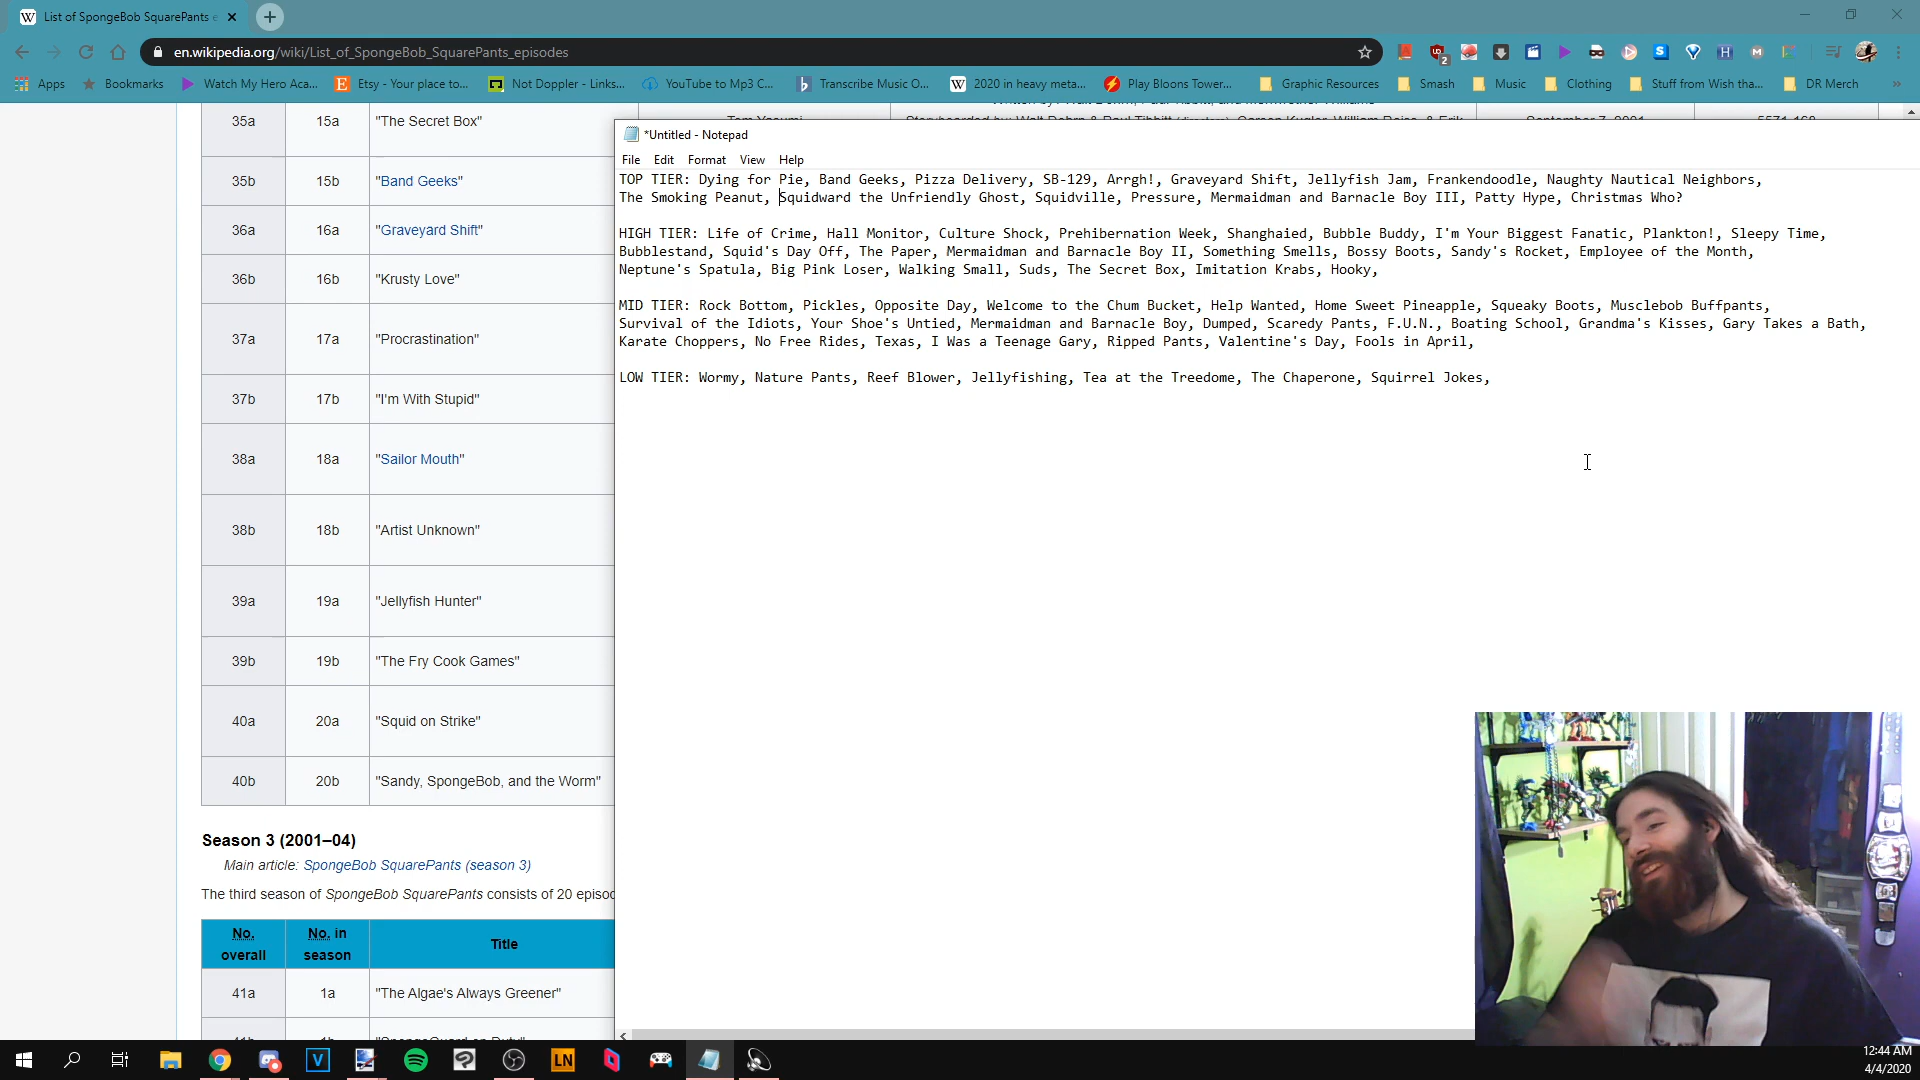 List of SpongeBob SquarePants e
en.wikipedia.org/wiki/List_of_SpongeBob_SquarePants_episodes
Apps Bookmarks Watch My Hero Aca... Etsy - Your place to... Not Doppler - Links... YouTube to Mp3 C... Transcribe Music O... 2020 in heavy meta... Play Bloons Tower... Graphic Resources Smash Music Clothing Stuff from Wish tha... DR Merch »
35a 15a "The Secret Box"
35b 15b "Band Geeks"
36a 16a "Graveyard Shift"
36b 16b "Krusty Love"
37a 17a "Procrastination"
37b 17b "I'm With Stupid"
38a 18a "Sailor Mouth"
38b 18b "Artist Unknown"
39a 19a "Jellyfish Hunter"
39b 19b "The Fry Cook Games"
40a 20a "Squid on Strike"
40b 20b "Sandy, SpongeBob, and the Worm"
Season 3 (2001–04)
Main article: SpongeBob SquarePants (season 3)
The third season of SpongeBob SquarePants consists of 20 episo
No. overall No. in season Title
41a 1a "The Algae's Always Greener"
*Untitled - Notepad
File Edit Format View Help
TOP TIER: Dying for Pie, Band Geeks, Pizza Delivery, SB-129, Arrgh!, Graveyard Shift, Jellyfish Jam, Frankendoodle, Naughty Nautical Neighbors,
The Smoking Peanut, Squidward the Unfriendly Ghost, Squidville, Pressure, Mermaidman and Barnacle Boy III, Patty Hype, Christmas Who?
HIGH TIER: Life of Crime, Hall Monitor, Culture Shock, Prehibernation Week, Shanghaied, Bubble Buddy, I'm Your Biggest Fanatic, Plankton!, Sleepy Time,
Bubblestand, Squid's Day Off, The Paper, Mermaidman and Barnacle Boy II, Something Smells, Bossy Boots, Sandy's Rocket, Employee of the Month,
Neptune's Spatula, Big Pink Loser, Walking Small, Suds, The Secret Box, Imitation Krabs, Hooky,
MID TIER: Rock Bottom, Pickles, Opposite Day, Welcome to the Chum Bucket, Help Wanted, Home Sweet Pineapple, Squeaky Boots, Musclebob Buffpants,
Survival of the Idiots, Your Shoe's Untied, Mermaidman and Barnacle Boy, Dumped, Scaredy Pants, F.U.N., Boating School, Grandma's Kisses, Gary Takes a Bath,
Karate Choppers, No Free Rides, Texas, I Was a Teenage Gary, Ripped Pants, Valentine's Day, Fools in April,
LOW TIER: Wormy, Nature Pants, Reef Blower, Jellyfishing, Tea at the Treedome, The Chaperone, Squirrel Jokes,
12:44 AM
4/4/2020